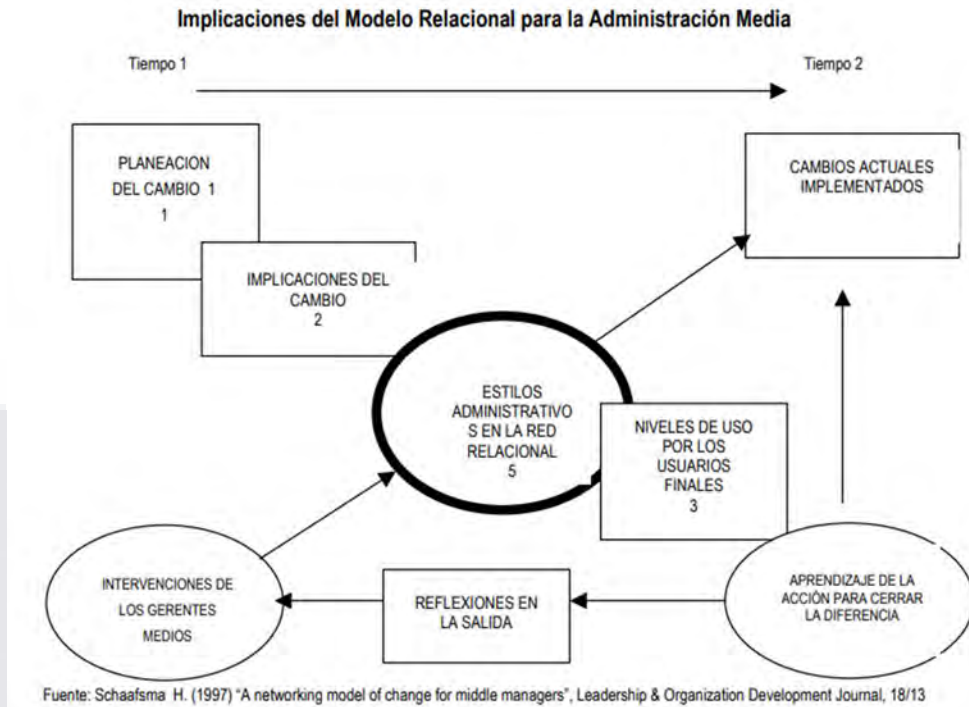 Implicaciones del Modelo Relacional para la Administración Media
Tiempo 1
Tiempo 2
PLANEACION
DEL CAMBIO 1
1
CAMBIOS ACTUALES
IMPLEMENTADOS
IMPLICACIONES DEL
CAMBIO
2
ESTILOS
ADMINISTRATIVO
S EN LA RED
RELACIONAL
5
NIVELES DE USO
POR LOS
USUARIOS
FINALES
3
INTERVENCIONES DE
LOS GERENTES
MEDIOS
REFLEXIONES EN
LA SALIDA
APRENDIZAJE DE LA
ACCIÓN PARA CERRAR
LA DIFERENCIA
Fuente: Schaafsma H. (1997) “A networking model of change for middle managers”, Leadership & Organization Development Journal, 18/13